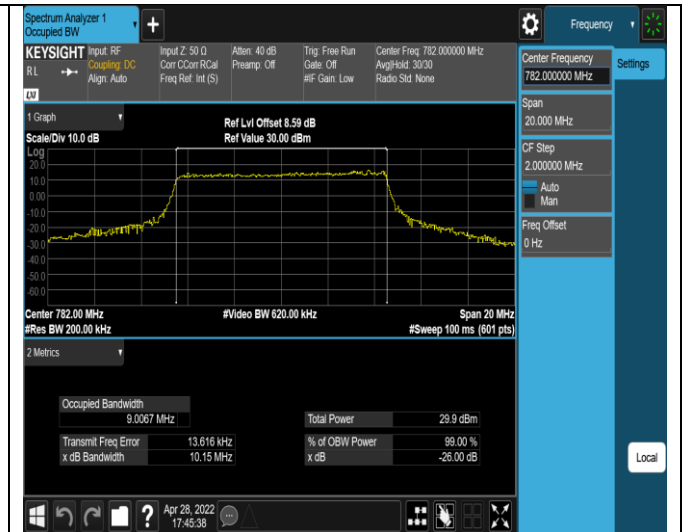 Spectrum Analyzer 1
Occupied BW
+
Frequency
KEYSIGHT
R L
LXI
Input: RF
Coupling: DC
Align: Auto
Input Z: 50 Ω
Corr CCorr RCal
Freq Ref: Int (S)
Atten: 40 dB
Preamp: Off
Trig: Free Run
Gate: Off
#IF Gain: Low
Center Freq: 782.000000 MHz
Avg|Hold: 30/30
Radio Std: None
Center Frequency
782.000000 MHz
Settings
Span
20.000 MHz
CF Step
2.000000 MHz
Auto
Man
Freq Offset
0 Hz
1 Graph
Scale/Div 10.0 dB
Ref Lvl Offset 8.59 dB
Ref Value 30.00 dBm
Log
20.0
10.0
0.00
-10.0
-20.0
-30.0
-40.0
-50.0
-60.0
Center 782.00 MHz
#Res BW 200.00 kHz
#Video BW 620.00 kHz
Span 20 MHz
#Sweep 100 ms (601 pts)
2 Metrics
Occupied Bandwidth
9.0067 MHz
Total Power 29.9 dBm
Transmit Freq Error 13.616 kHz
% of OBW Power 99.00 %
x dB Bandwidth 10.15 MHz
x dB -26.00 dB
Local
?
Apr 28, 2022
17:45:38